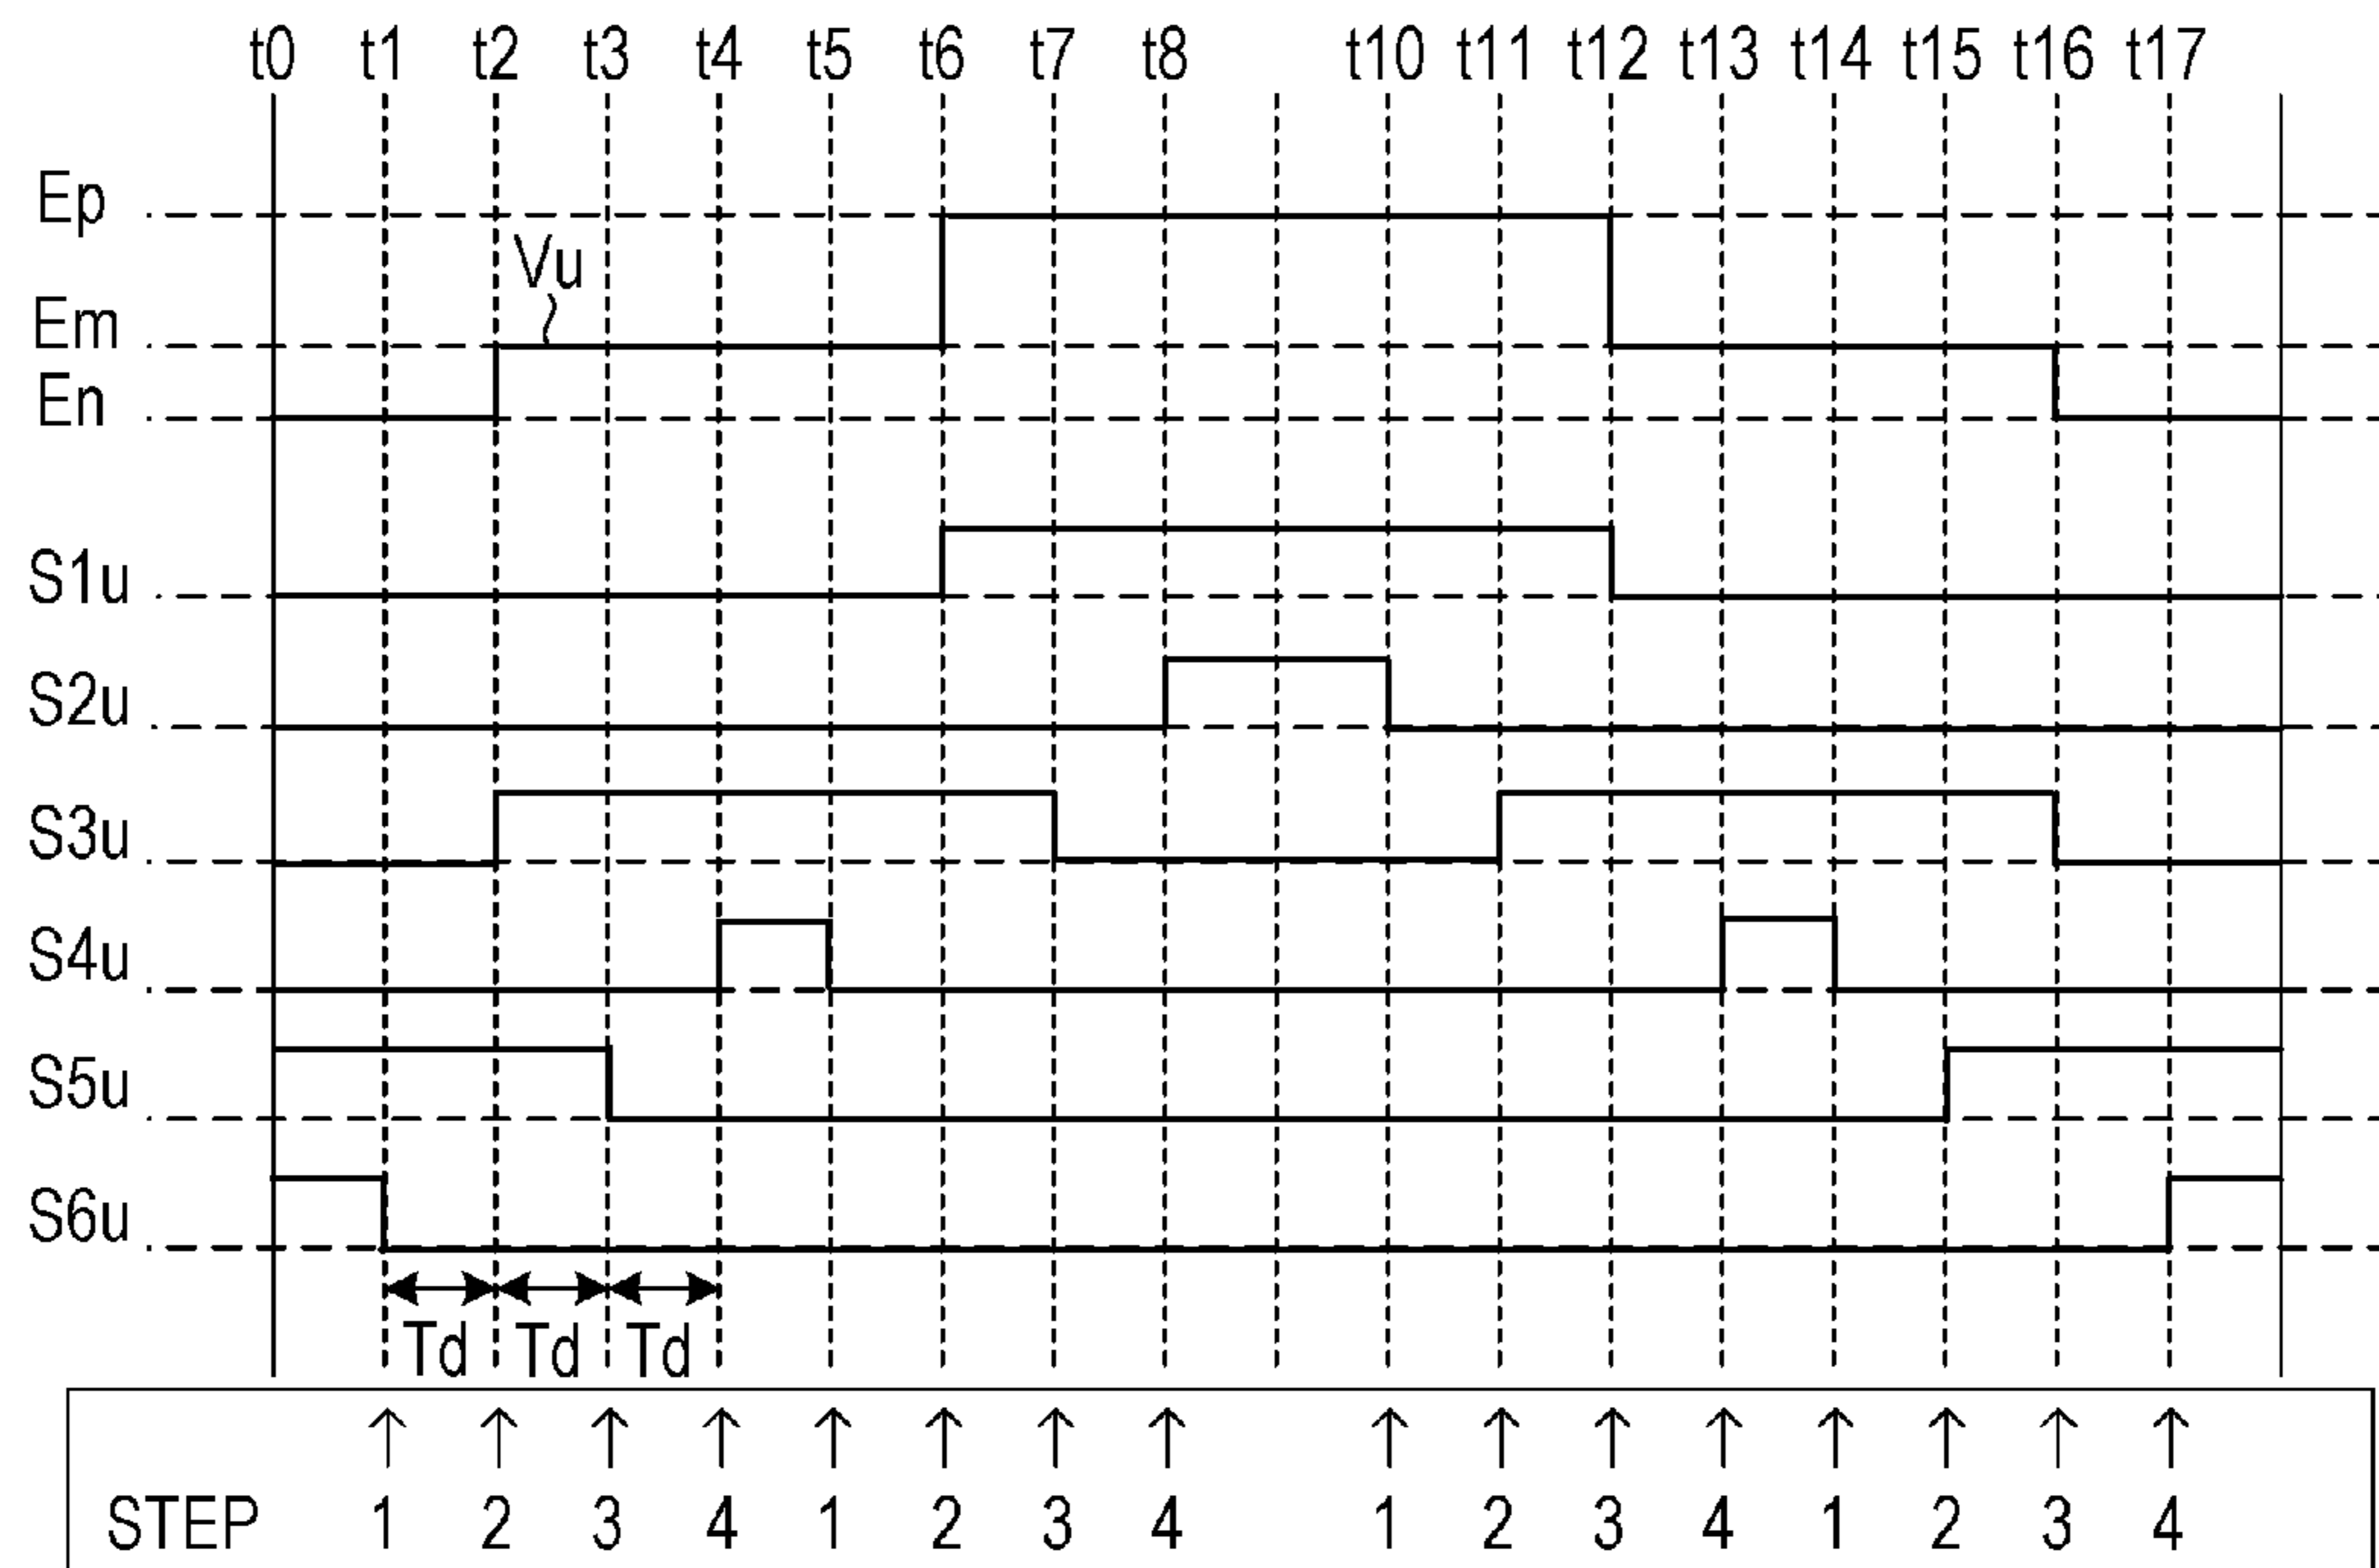 t0 t1 t2 t3 t4 t5 t6 t7 t8 t10 t11 t12 t13 t14 t15 t16 t17
Ep
Vu
Em
En
S1u
S2u
S3u
S4u
S5u
S6u
Td Td Td
STEP 1 2 3 4 1 2 3 4 1 2 3 4 1 2 3 4